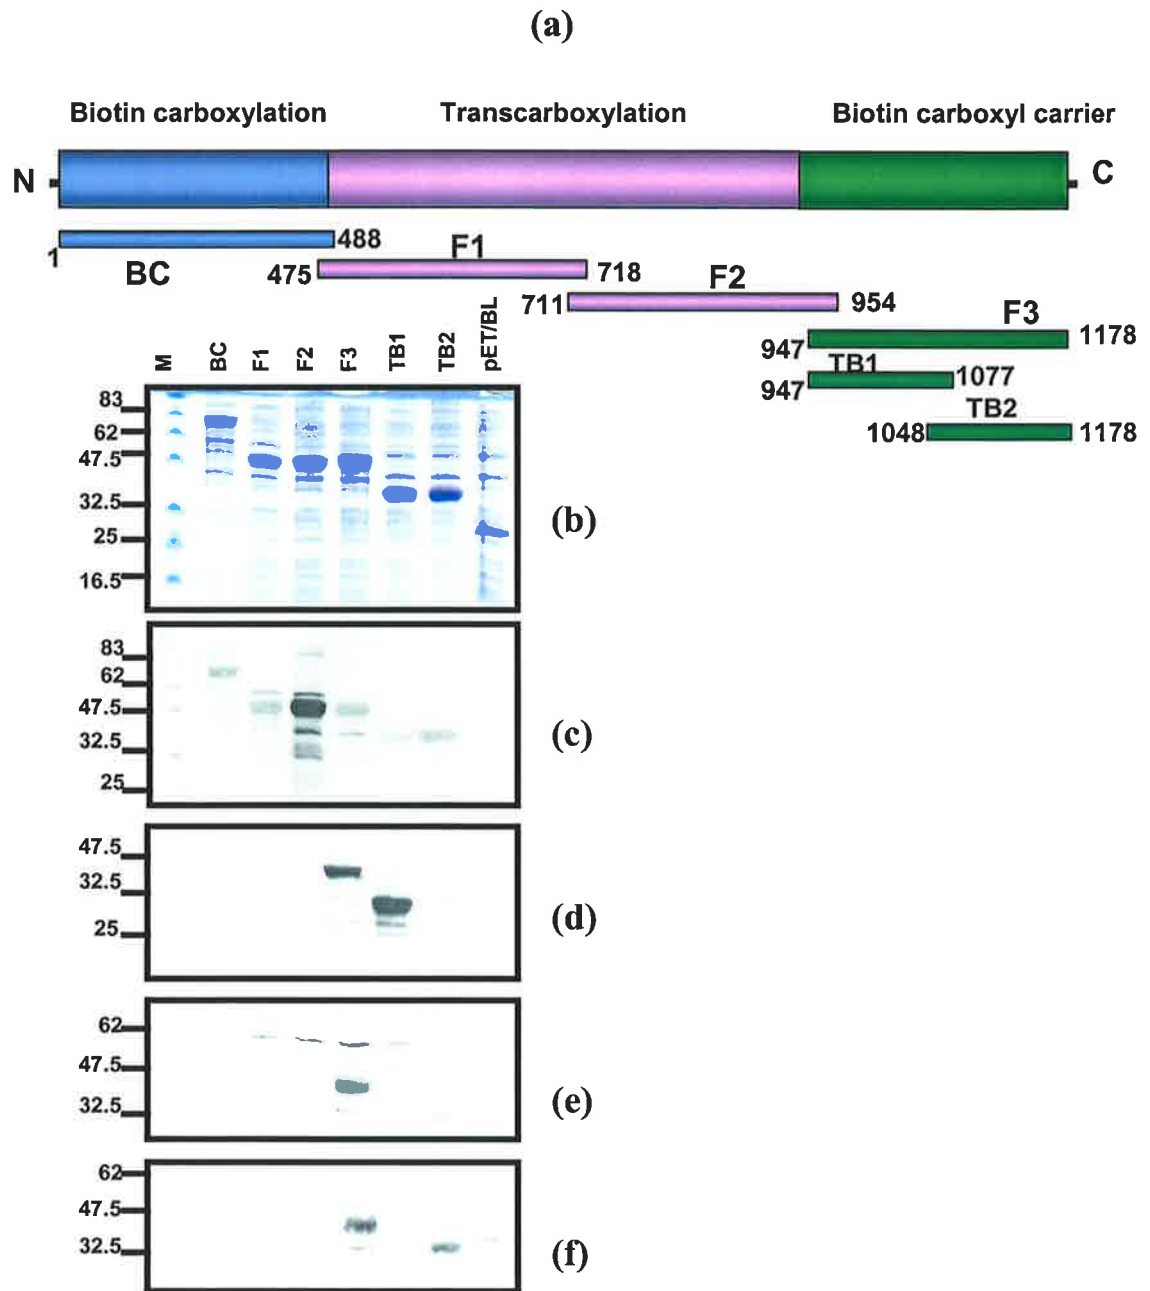 (a)
Biotin carboxylation Transcarboxylation Biotin carboxyl carrier
N C
1 488
BC
475 F1 718
711 F2 954
F3
947 1178
TB1
947 1077
TB2
1048 1178
M BC F1 F2 F3 TB1 TB2 pET/BL
83
62
47.5
32.5
25
16.5
(b)
83
62
47.5
32.5
25
(c)
47.5
32.5
25
(d)
62
47.5
32.5
(e)
62
47.5
32.5
(f)